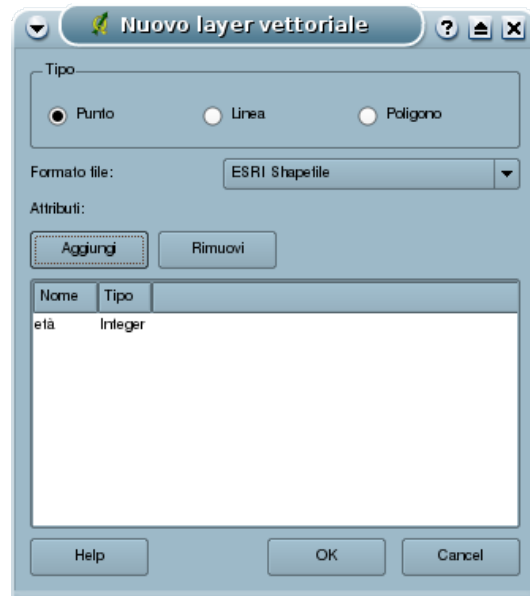 Nuovo layer vettoriale ?
Tipo
Punto Linea Poligono
Formato file: ESRI Shapefile
Attributi:
Aggiungi Rimuovi
Nome Tipo
età Integer
Help OK Cancel